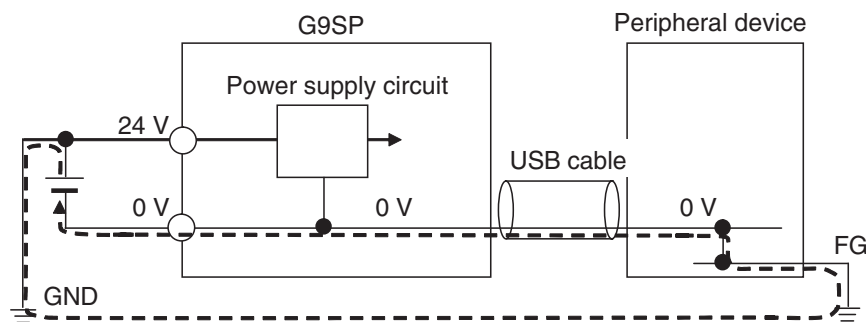 G9SP
Peripheral device
Power supply circuit
24 V
USB cable
0 V
0 V
0 V
FG
GND